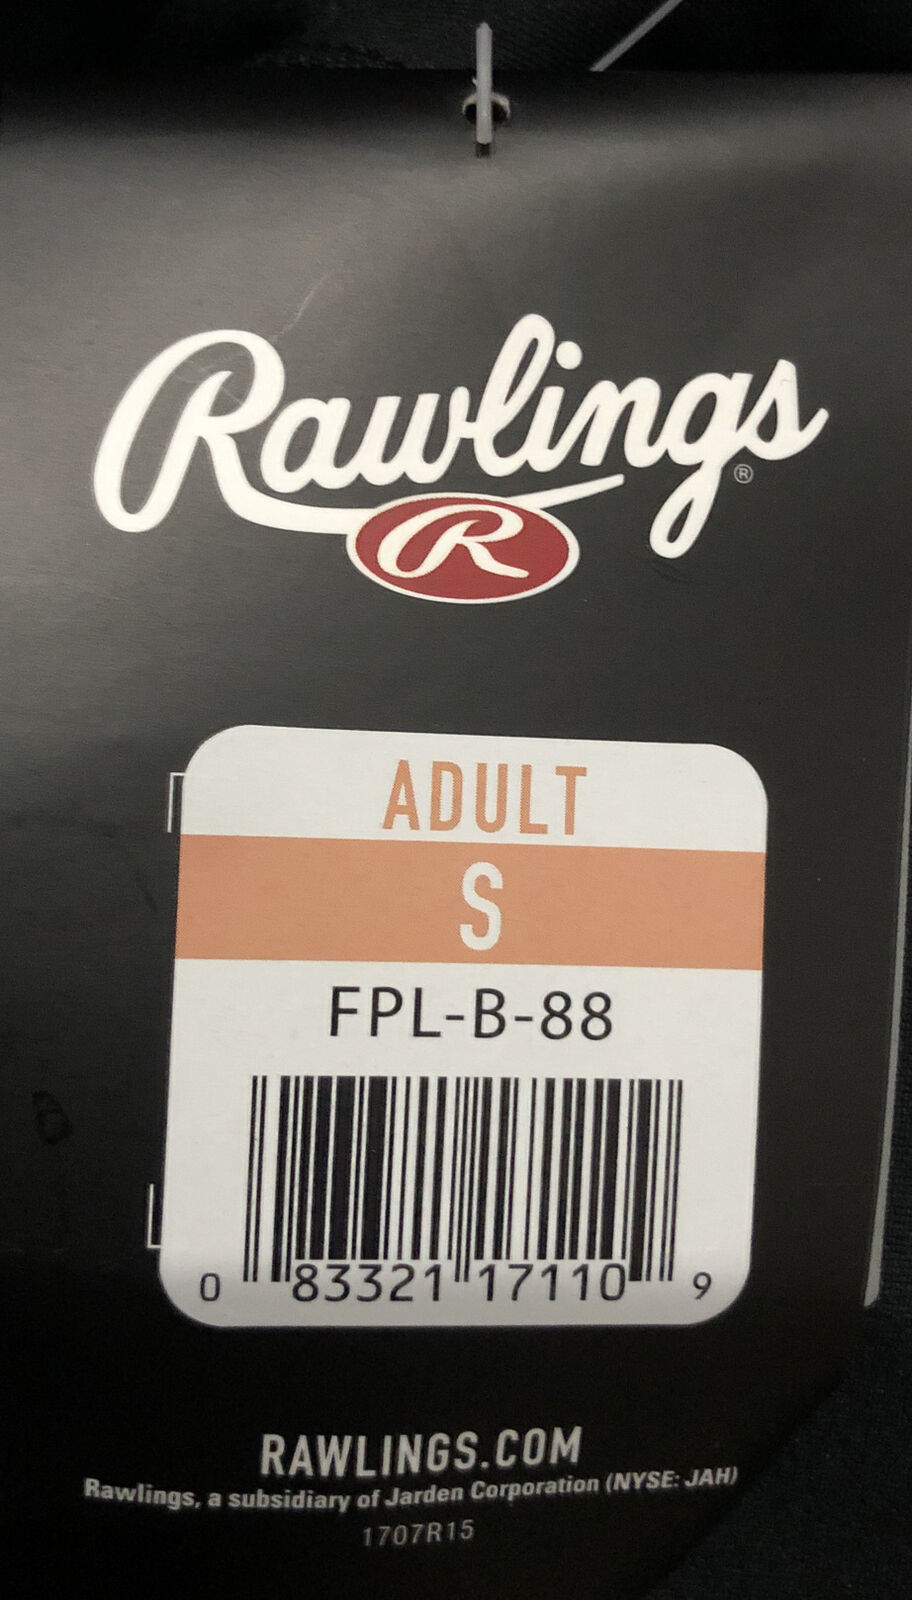 Rawlings®
R
ADULT
S
FPL-B-88
0 83321 17110 9
RAWLINGS.COM
Rawlings, a subsidiary of Jarden Corporation (NYSE: JAH)
1707R15